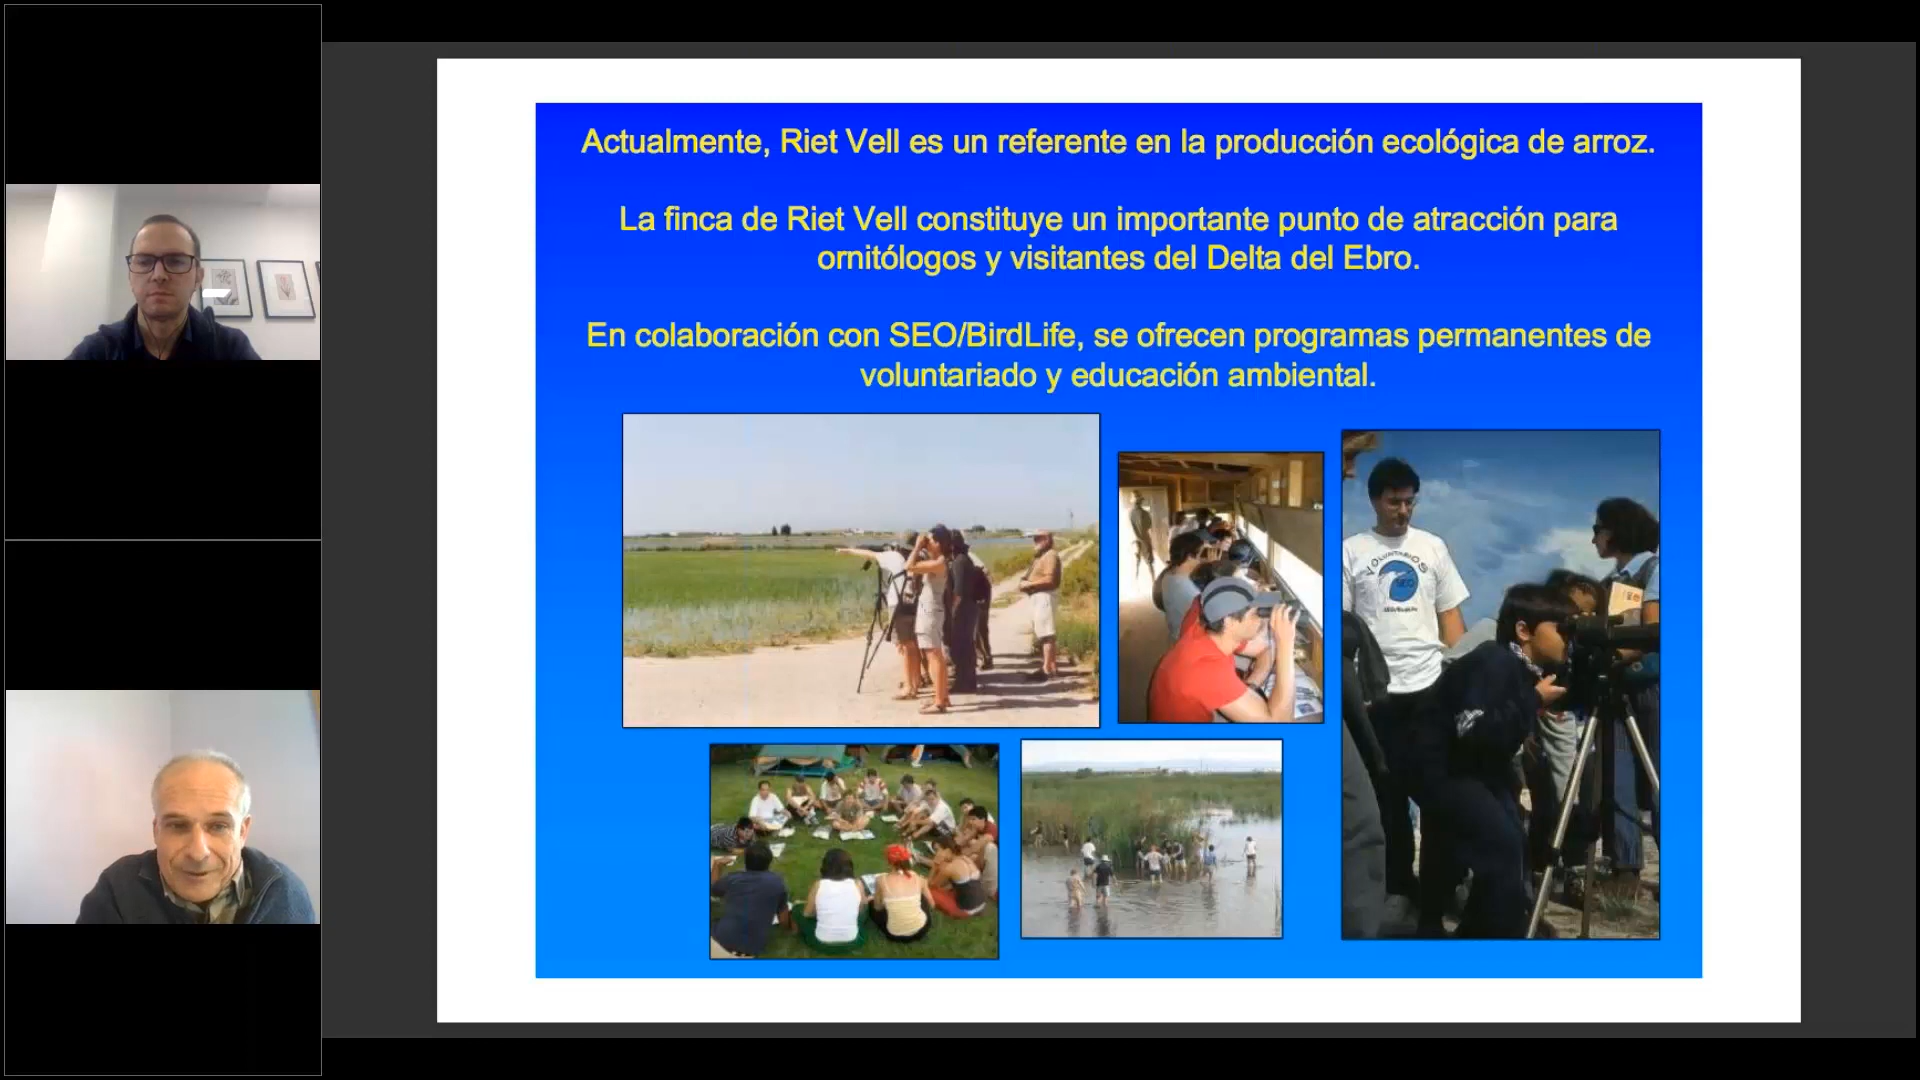 Actualmente, Riet Vell es un referente en la producción ecológica de arroz.
La finca de Riet Vell constituye un importante punto de atracción para
ornitólogos y visitantes del Delta del Ebro.
En colaboración con SEO/BirdLife, se ofrecen programas permanentes de
voluntariado y educación ambiental.
VOLUNTARIOS
SEO